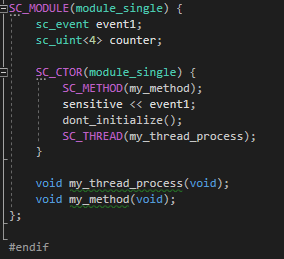 SC_MODULE(module_single) {
    sc_event event1;
    sc_uint<4> counter;

    SC_CTOR(module_single) {
        SC_METHOD(my_method);
        sensitive << event1;
        dont_initialize();
        SC_THREAD(my_thread_process);
    }

    void my_thread_process(void);
    void my_method(void);
};

#endif